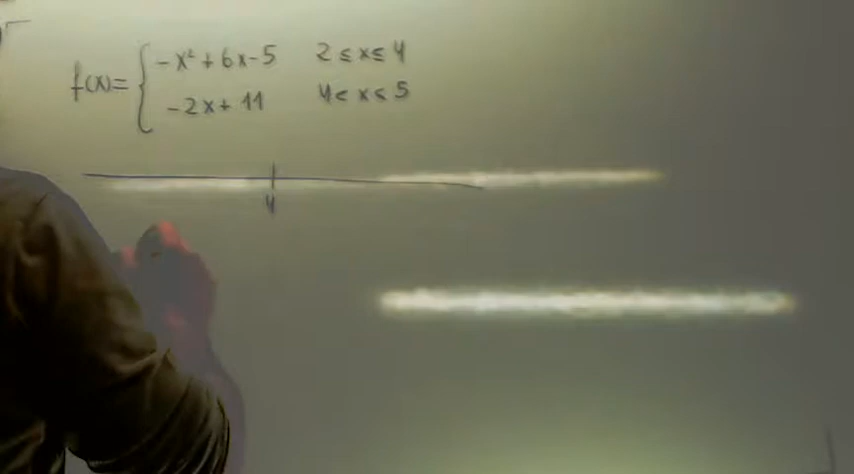 f(x)= { -x² + 6x - 5   2 ≤ x ≤ 4
-2x + 11   4 < x ≤ 5
4